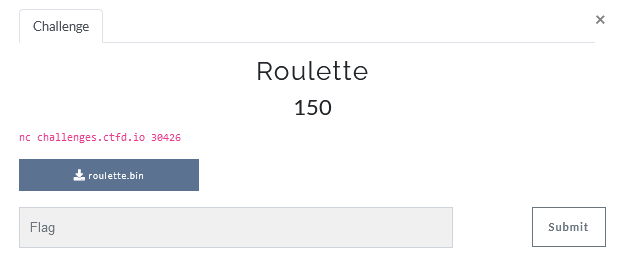 Challenge
×
Roulette
150
nc challenges.ctfd.io 30426
roulette.bin
Flag
Submit